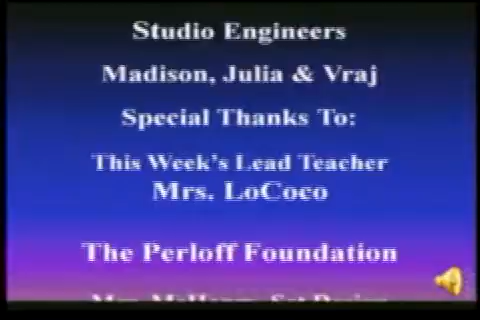 Studio Engineers
Madison, Julia & Vraj
Special Thanks To:
This Week's Lead Teacher
Mrs. LoCoco
The Perloff Foundation